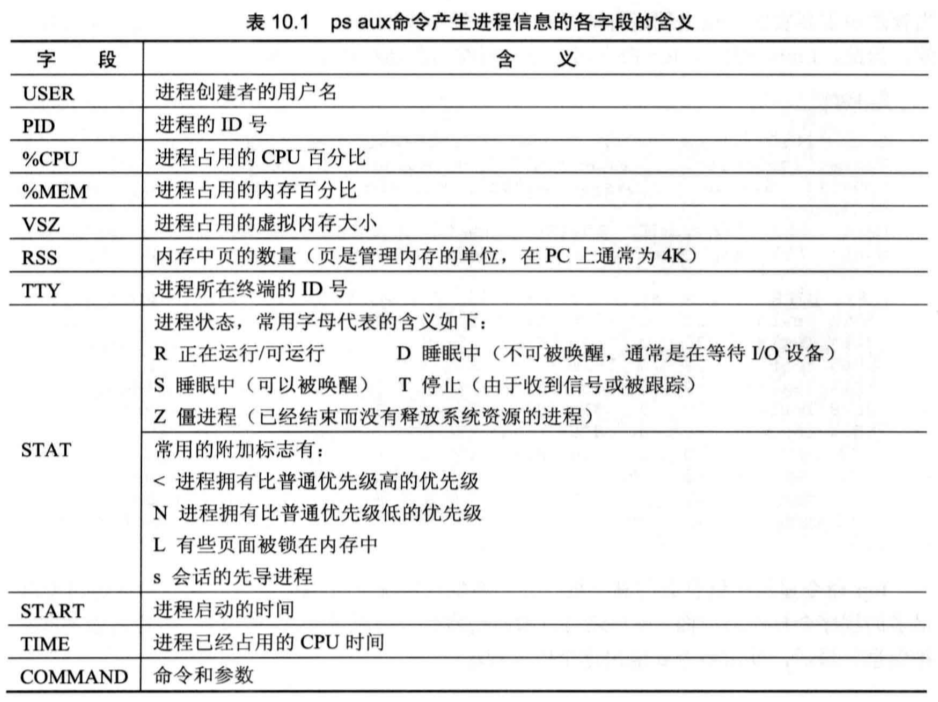 表 10.1 ps aux命令产生进程信息的各字段的含义
字 段 含 义
USER 进程创建者的用户名
PID 进程的 ID 号
%CPU 进程占用的 CPU 百分比
%MEM 进程占用的内存百分比
VSZ 进程占用的虚拟内存大小
RSS 内存中页的数量（页是管理内存的单位，在 PC 上通常为 4K）
TTY 进程所在终端的 ID 号
STAT 进程状态，常用字母代表的含义如下：
R 正在运行/可运行 D 睡眠中（不可被唤醒，通常是在等待 I/O 设备）
S 睡眠中（可以被唤醒） T 停止（由于收到信号或被跟踪）
Z 僵进程（已经结束而没有释放系统资源的进程）
常用的附加标志有：
< 进程拥有比普通优先级高的优先级
N 进程拥有比普通优先级低的优先级
L 有些页面被锁在内存中
s 会话的先导进程
START 进程启动的时间
TIME 进程已经占用的 CPU 时间
COMMAND 命令和参数